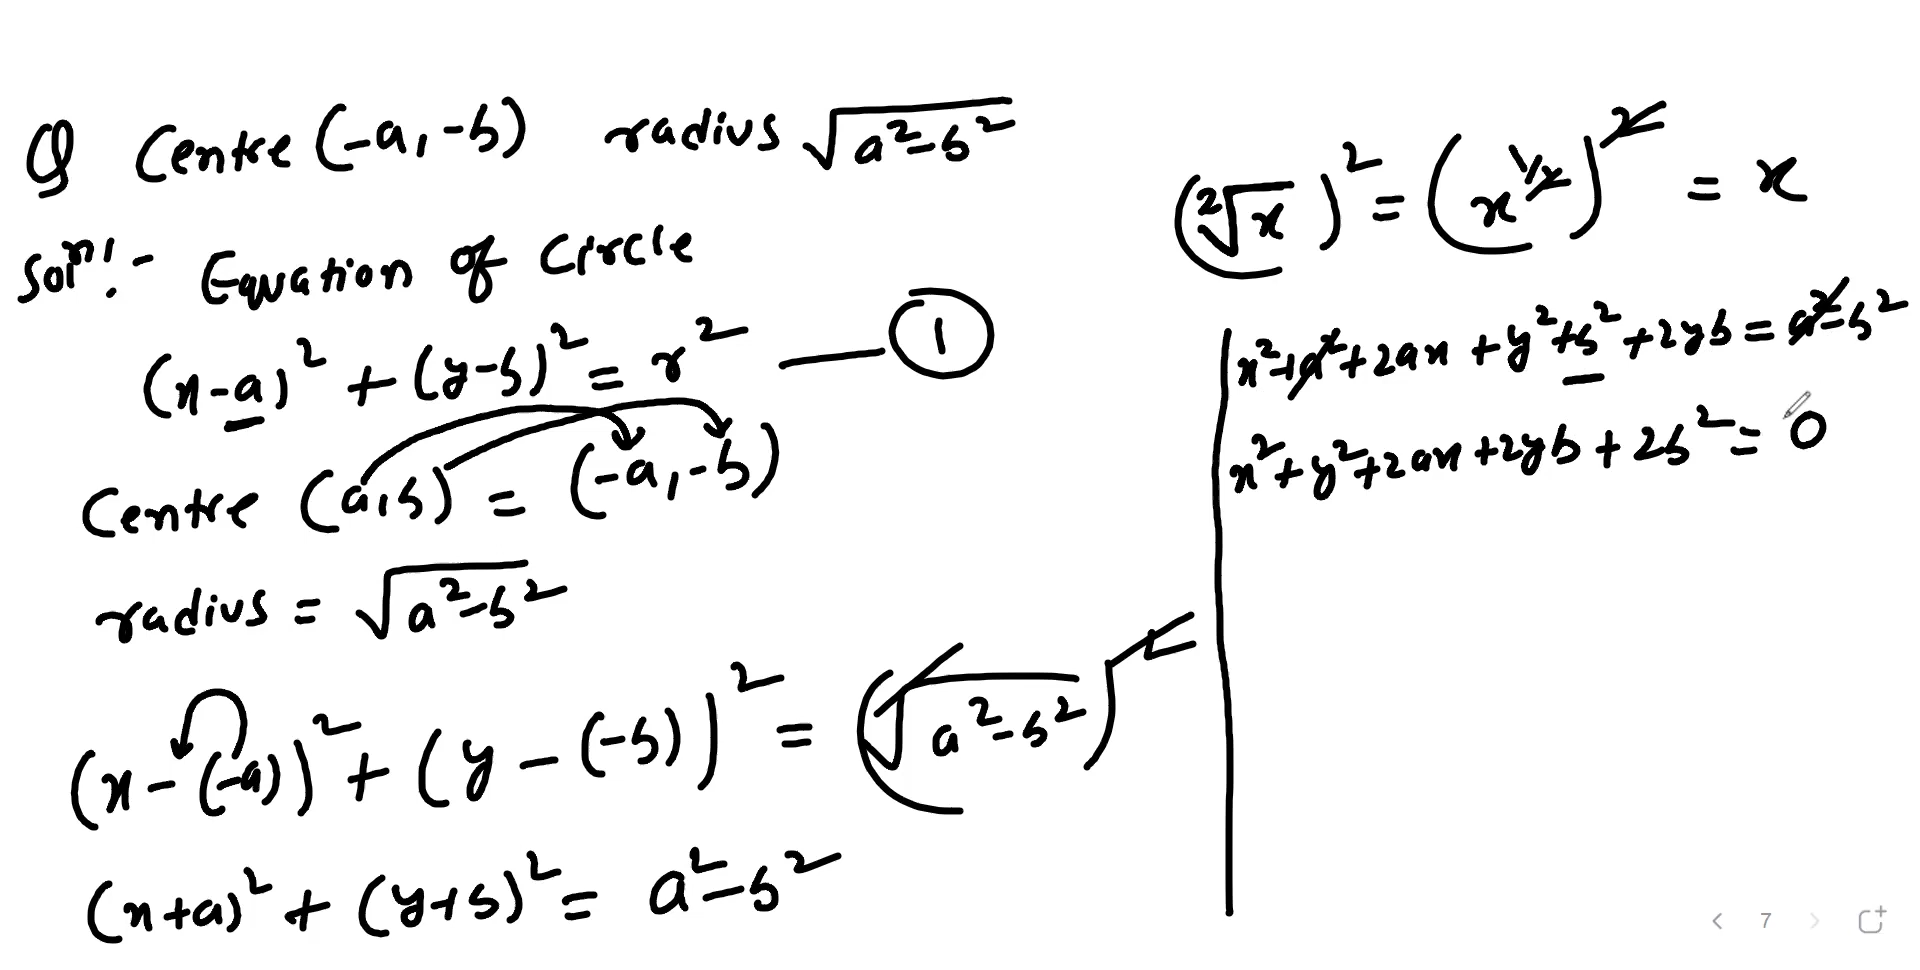 Q Centre (-a, -b) radius √(a²-b²)
Solⁿ!- Equation of Circle
(x-a)² + (y-b)² = r² — 1
Centre (a,b) = (-a, -b)
radius = √(a²-b²)
(x-(-a))² + (y-(-b))² = (√(a²-b²))²
(x+a)² + (y+b)² = a²-b²
(²√x)² = (x^1/2)² = x
x²+a²+2ax+y²+b²+2yb = a²-b²
x²+y²+2ax+2yb+2b² = 0
7